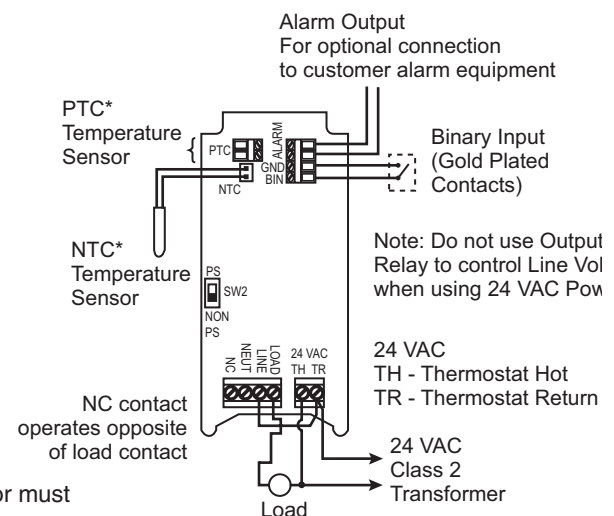 Alarm Output
For optional connection
to customer alarm equipment
PTC*
Temperature
Sensor
PTC
ALARM
GND
BIN
Binary Input
(Gold Plated
Contacts)
NTC
NTC*
Temperature
Sensor
Note: Do not use Output
Relay to control Line Vol
when using 24 VAC Pow
PS
SW2
NON
PS
NC
NEUT
LINE
LOAD
24 VAC
TH TR
24 VAC
TH - Thermostat Hot
TR - Thermostat Return
NC contact
operates opposite
of load contact
24 VAC
Class 2
Transformer
or must
Load